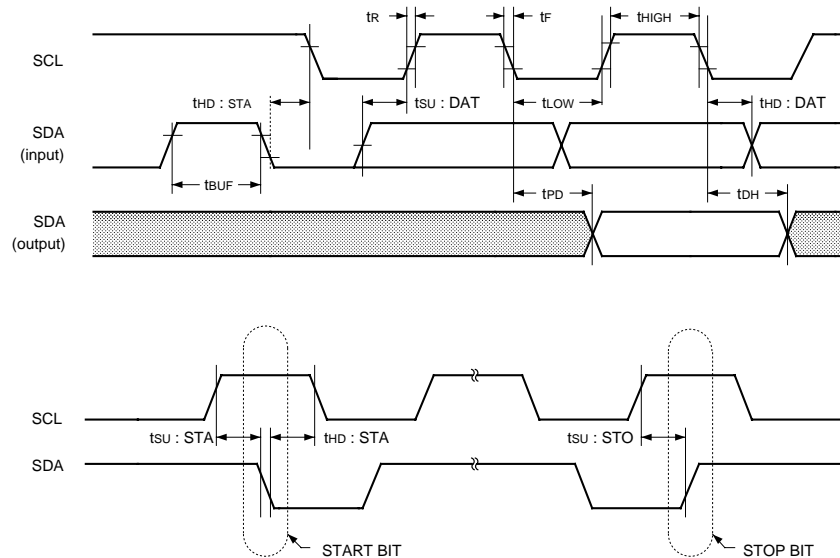 tR tF tHIGH
SCL
tHD : STA tSU : DAT tLOW tHD : DAT
SDA
(input)
tBUF
tPD tDH
SDA
(output)
SCL
tSU : STA tHD : STA tSU : STO
SDA
START BIT STOP BIT